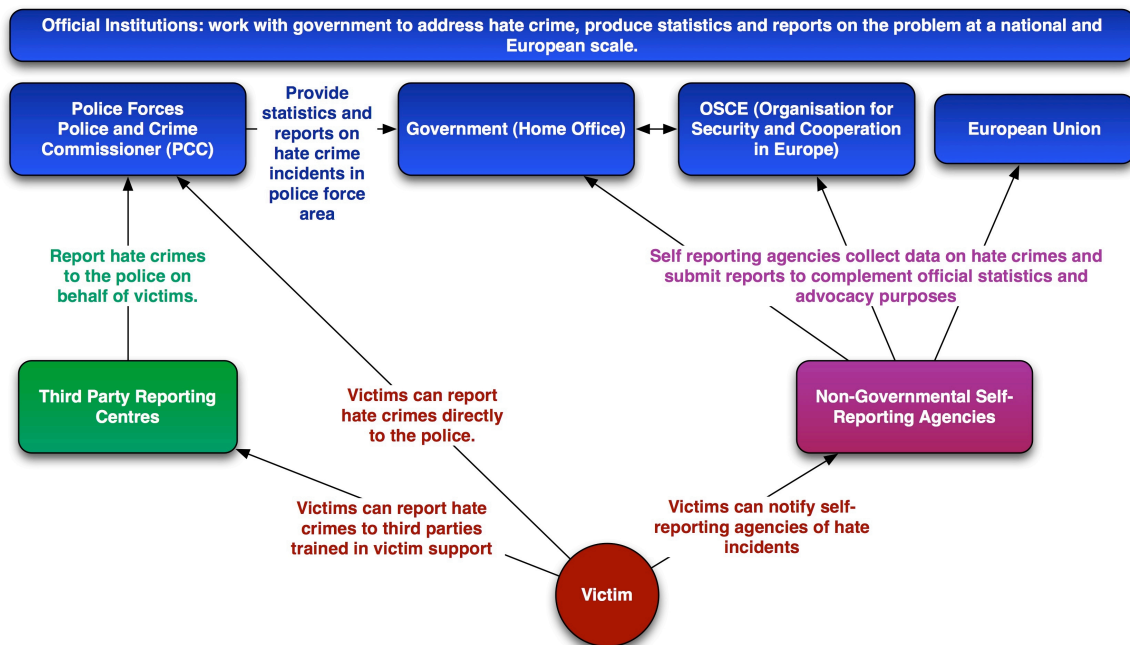 Official Institutions: work with government to address hate crime, produce statistics and reports on the problem at a national and
European scale.
Police Forces
Police and Crime
Commissioner (PCC)
Provide
statistics and
reports on
hate crime
incidents in
police force
area
Government (Home Office)
OSCE (Organisation for
Security and Cooperation
in Europe)
European Union
Report hate crimes
to the police on
behalf of victims.
Self reporting agencies collect data on hate crimes and
submit reports to complement official statistics and
advocacy purposes
Third Party Reporting
Centres
Victims can report
hate crimes directly
to the police.
Non-Governmental Self-
Reporting Agencies
Victims can report hate
crimes to third parties
trained in victim support
Victims can notify self-
reporting agencies of hate
incidents
Victim